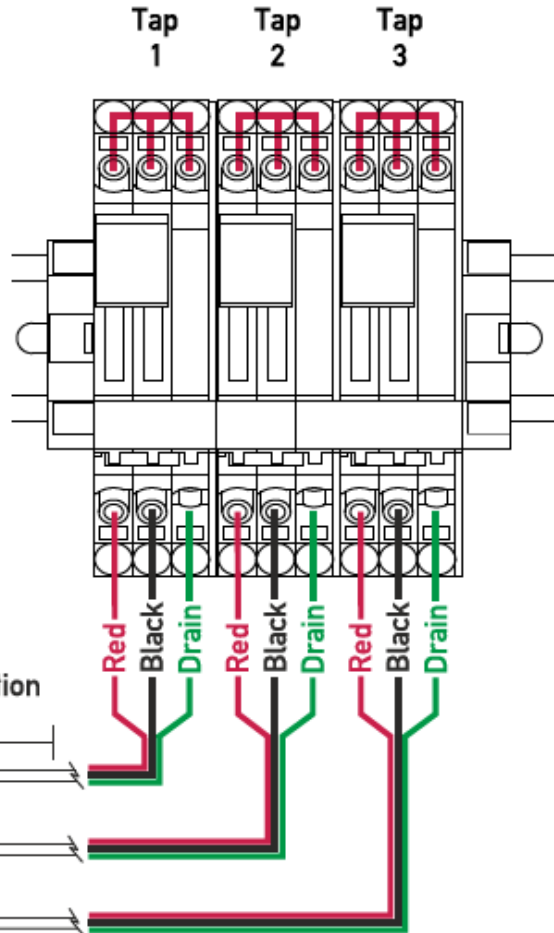 Tap Tap Tap
1 2 3
Red Black Drain Red Black Drain Red Black Drain
tion